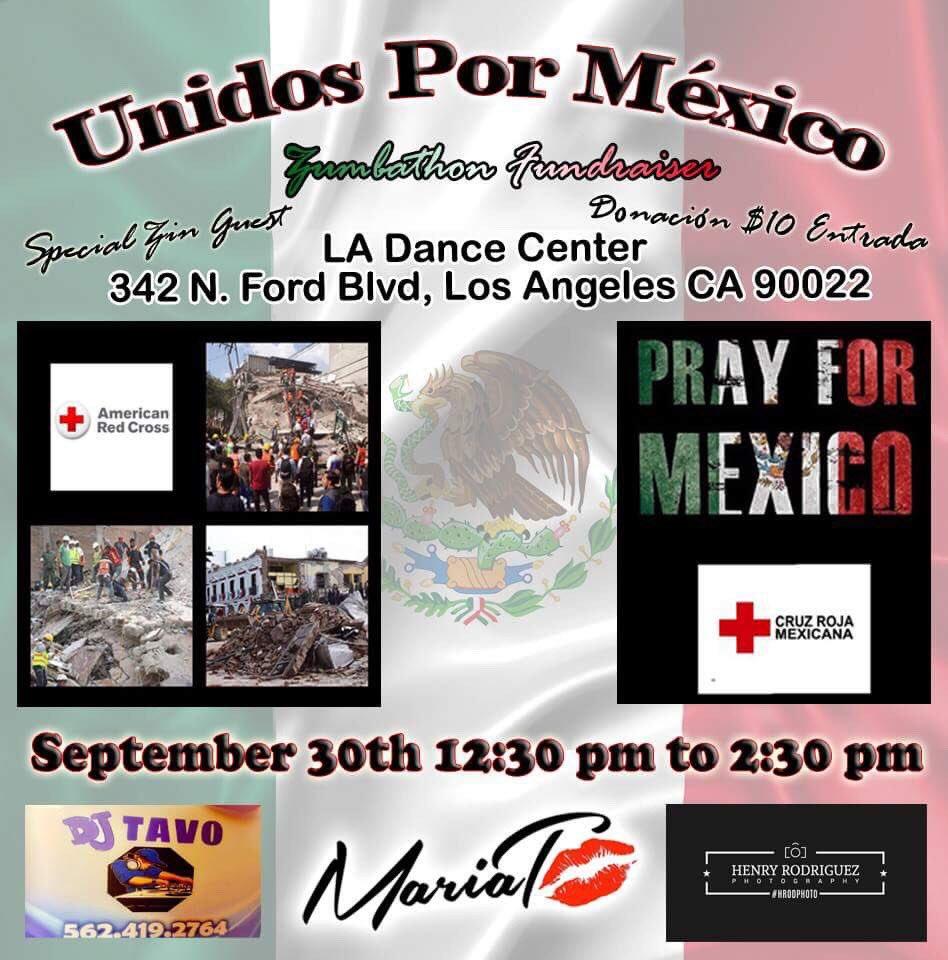 Unidos Por México
Zumbathon Fundraiser
Special Zin Guest
Donación $10 Entrada
LA Dance Center
342 N. Ford Blvd, Los Angeles CA 90022
American
Red Cross
PRAY FOR
MEXICO
CRUZ ROJA
MEXICANA
September 30th 12:30 pm to 2:30 pm
DJ TAVO
562.419.2764
MariaT
HENRY RODRIGUEZ
PHOTOGRAPHY
#HRODPHOTO